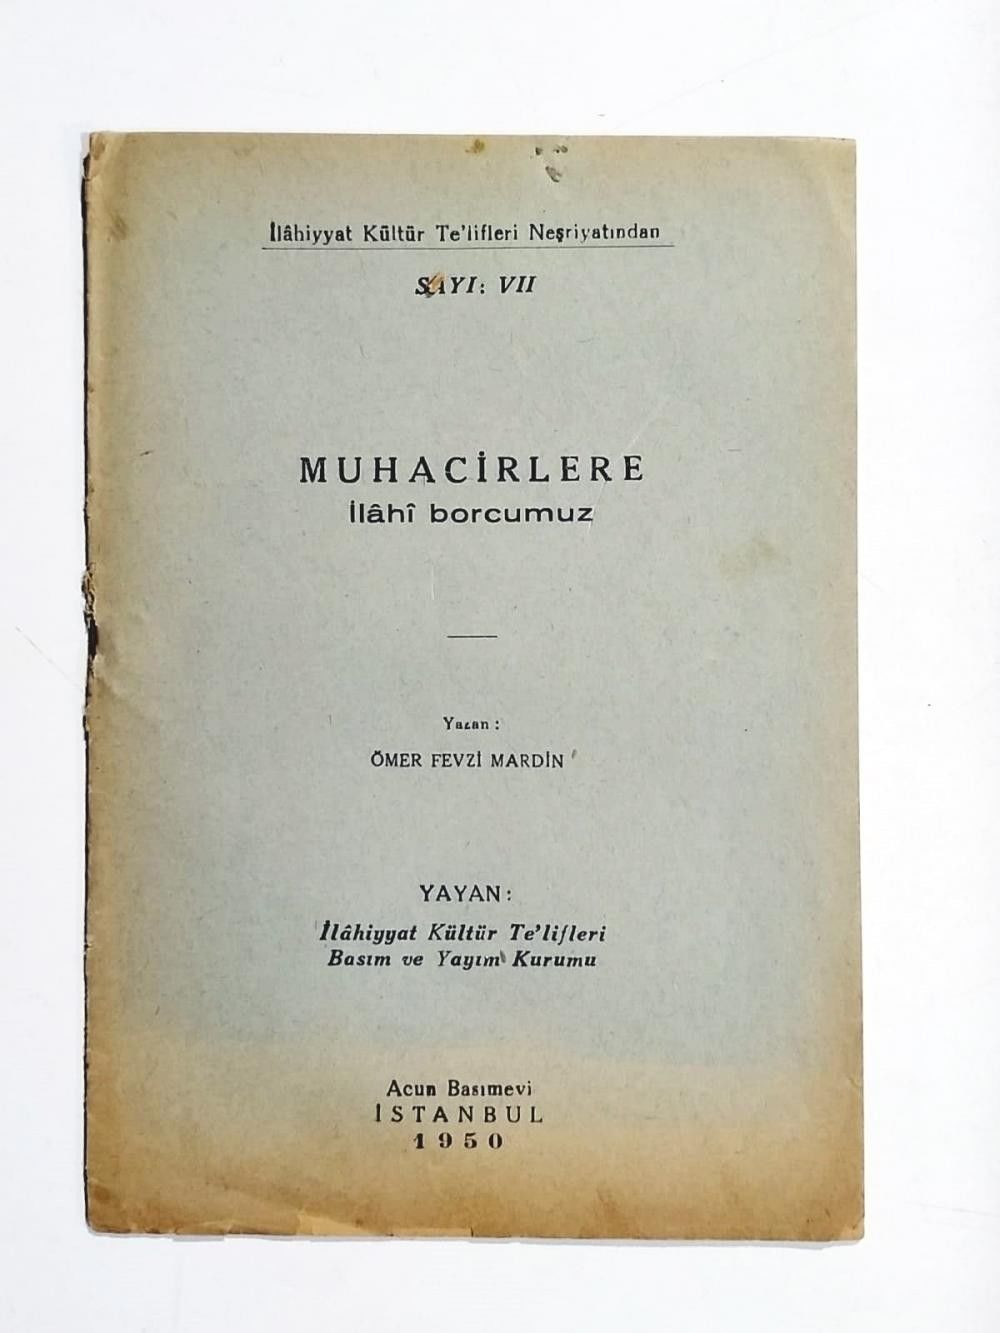 İlâhiyyat Kültür Te'lifleri Neşriyatından
SAYI: VII
MUHACİRLERE
İlâhî borcumuz
Yazan :
ÖMER FEVZİ MARDİN
YAYAN:
İlâhiyyat Kültür Te'lifleri
Basım ve Yayım Kurumu
Acun Basımevi
İSTANBUL
1950